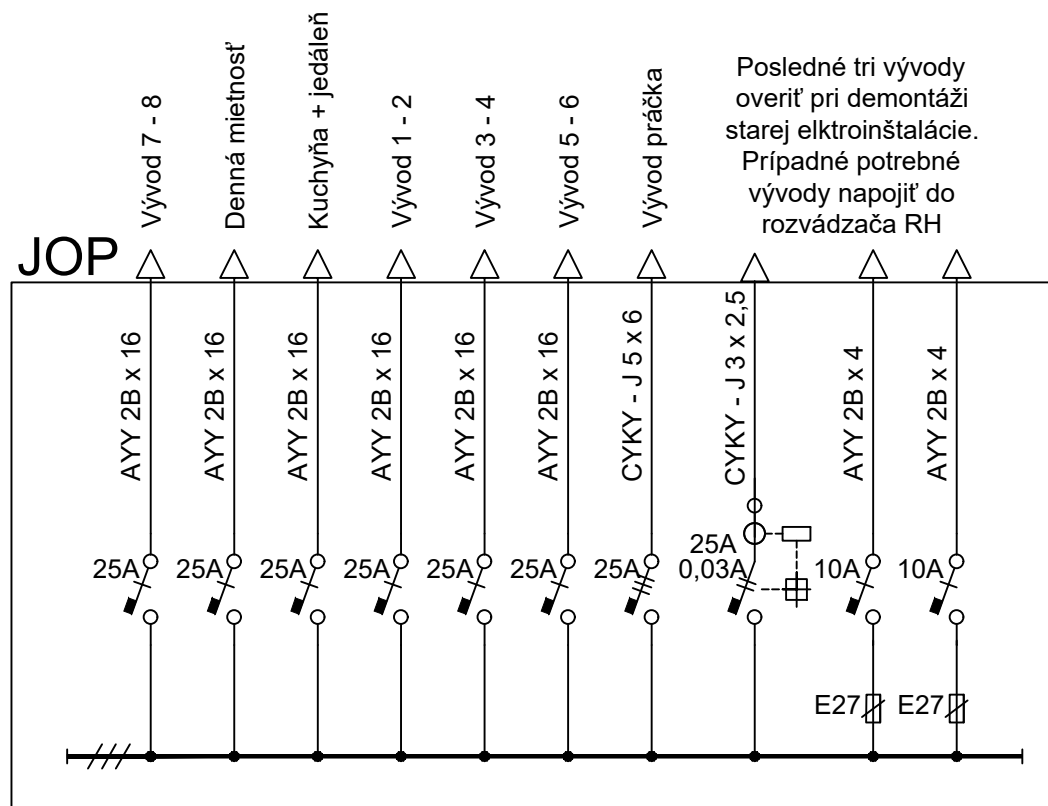 Vývod 7 - 8
Denná mietnosť
Kuchyňa + jedáleň
Vývod 1 - 2
Vývod 3 - 4
Vývod 5 - 6
Vývod práčka
Posledné tri vývody
overiť pri demontáži
starej elktroinštalácie.
Prípadné potrebné
vývody napojiť do
rozvádzača RH
JOP
AYY 2B x 16
AYY 2B x 16
AYY 2B x 16
AYY 2B x 16
AYY 2B x 16
AYY 2B x 16
CYKY - J 5 x 6
CYKY - J 3 x 2,5
AYY 2B x 4
AYY 2B x 4
25A
25A
25A
25A
25A
25A
25A
25A
0,03A
10A
10A
E27
E27